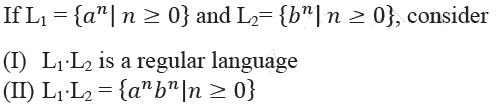 If L₁ = {aⁿ| n ≥ 0} and L₂= {bⁿ| n ≥ 0}, consider
(I) L₁·L₂ is a regular language
(II) L₁·L₂ = {aⁿbⁿ|n ≥ 0}